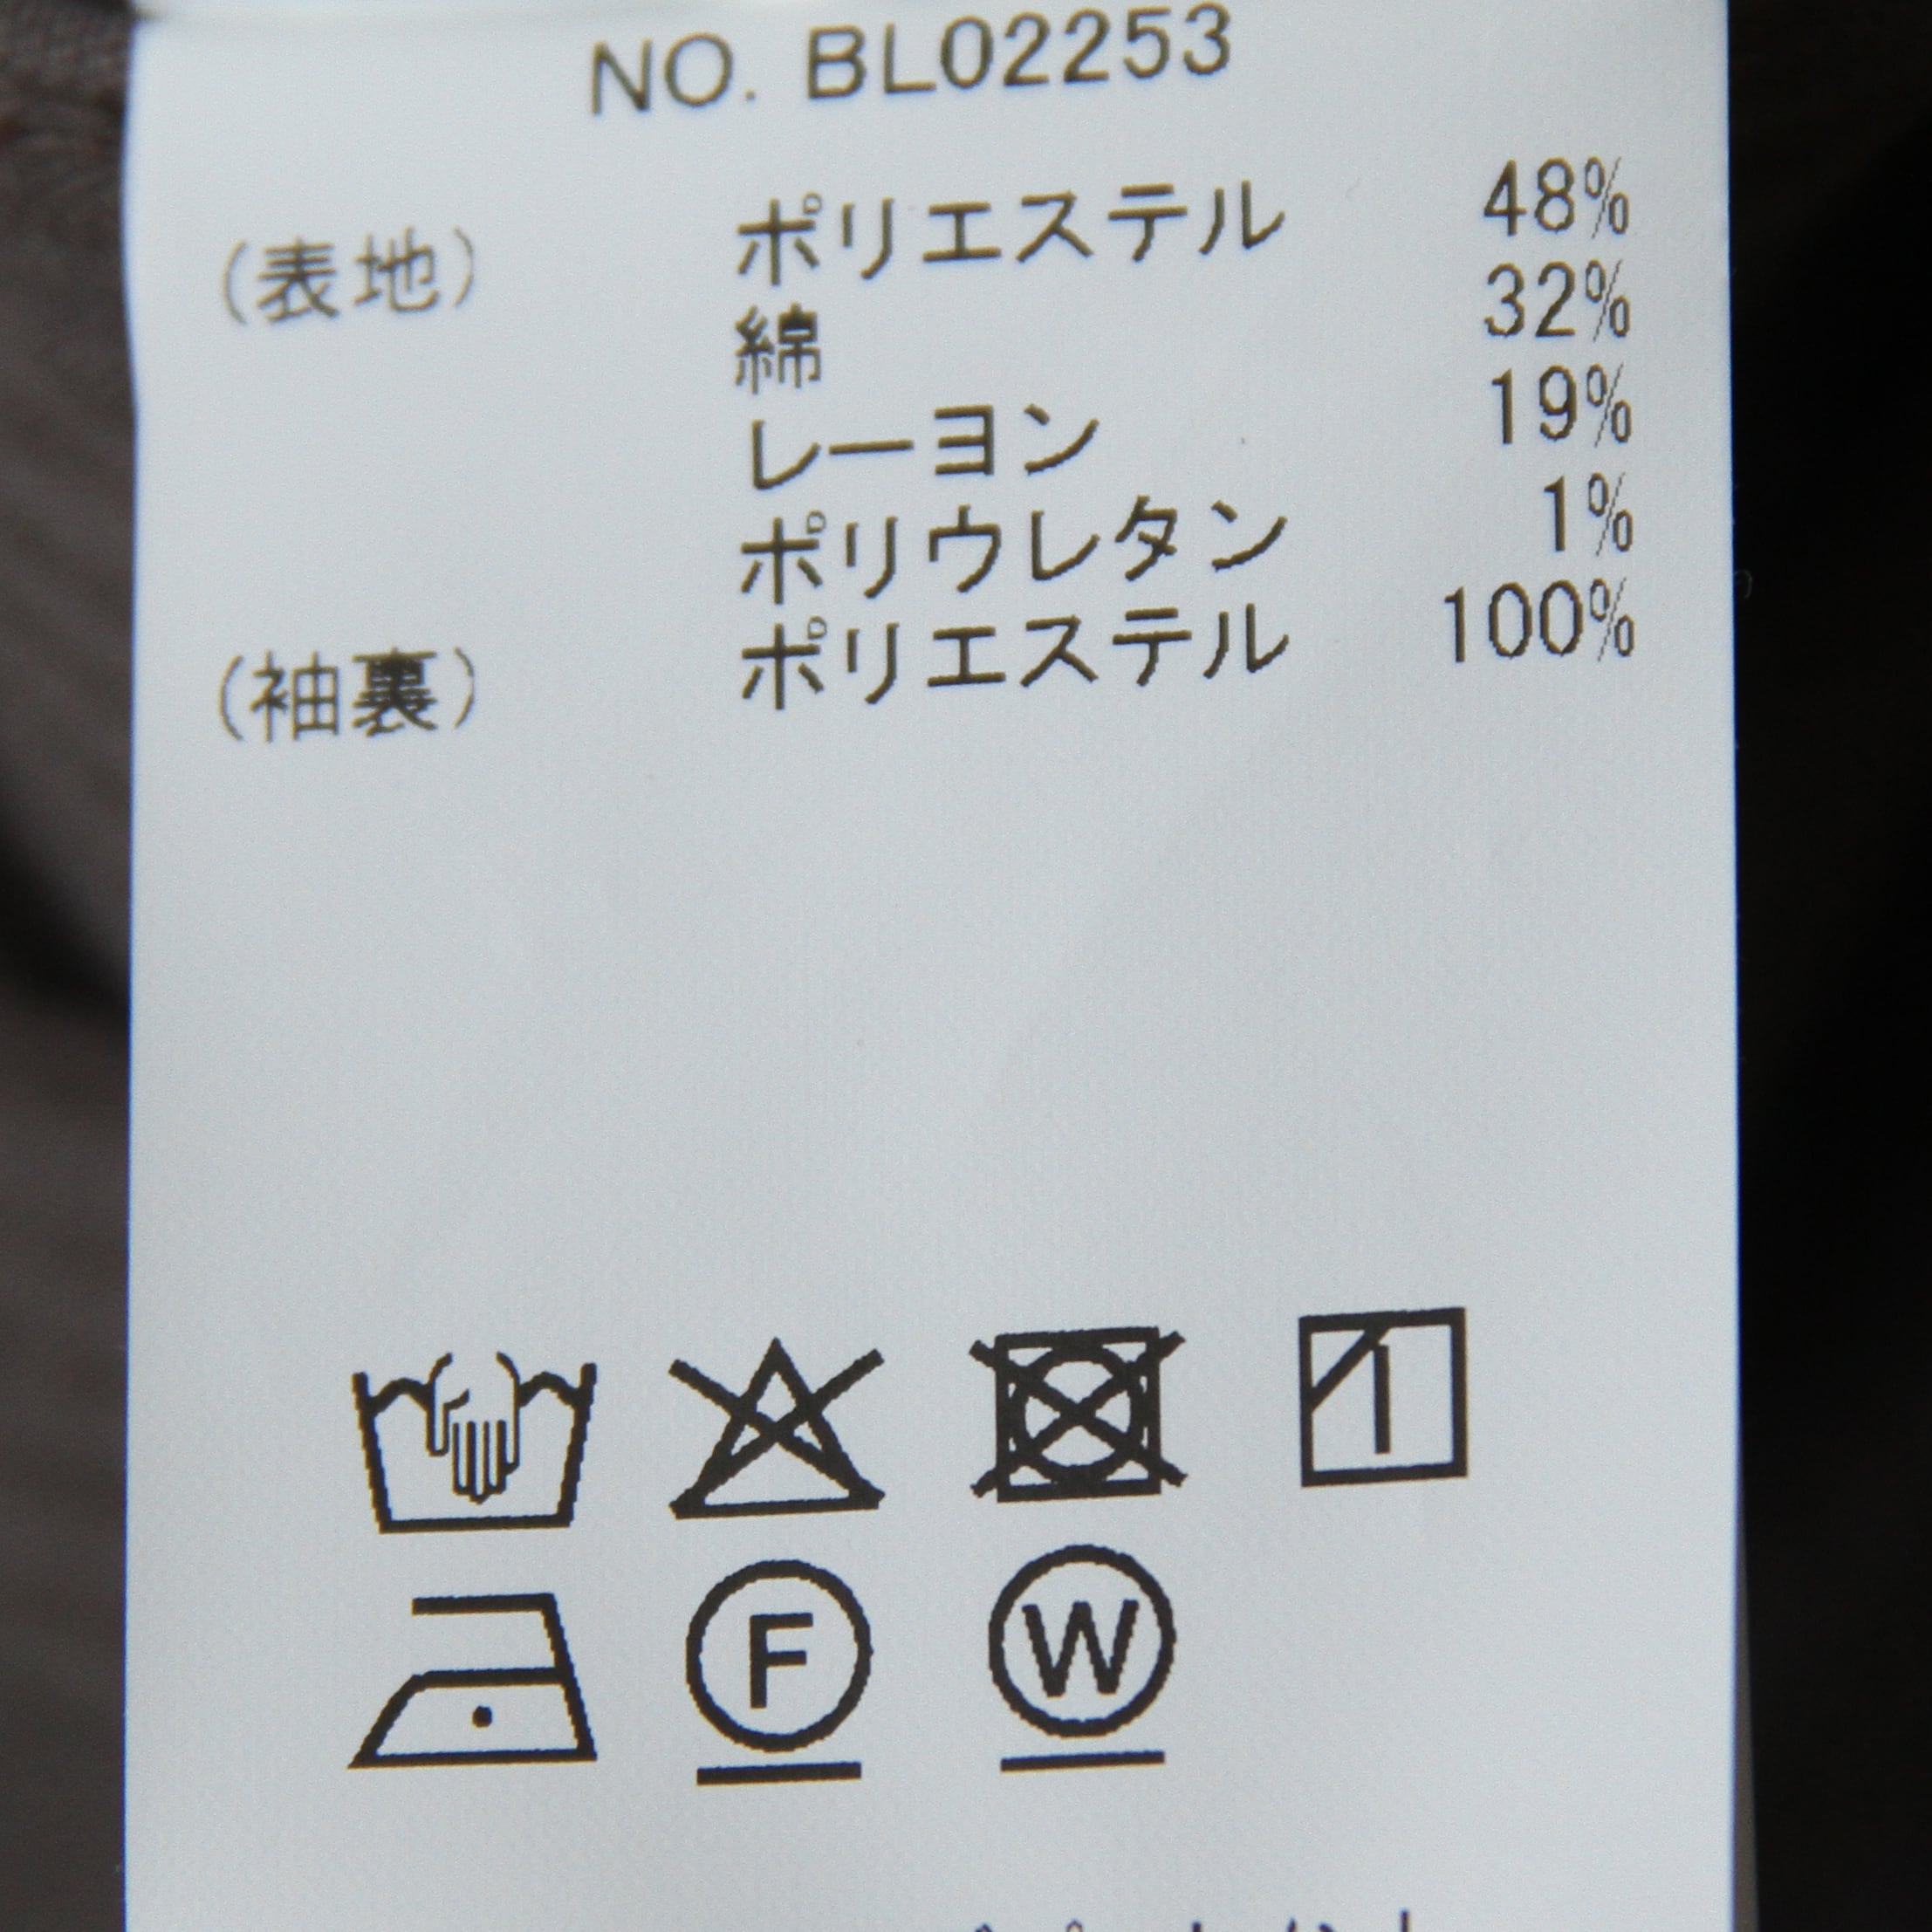 NO. BL02253
(表地) ポリエステル 48%
綿 32%
レーヨン 19%
ポリウレタン 1%
(袖裏) ポリエステル 100%
F W